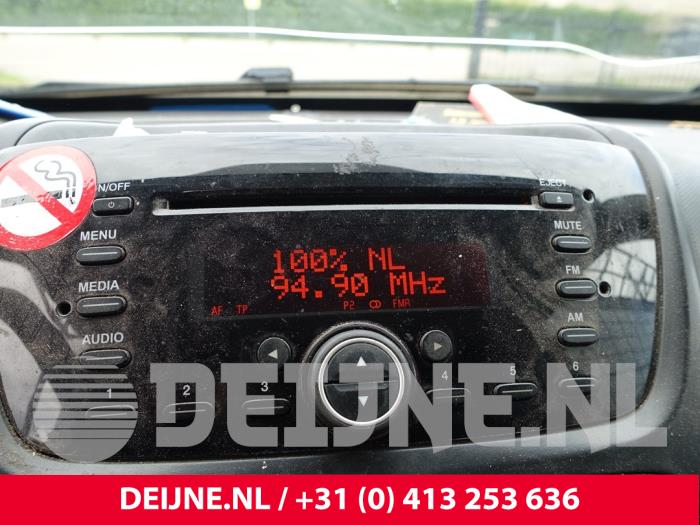 N/OFF
EJECT
MENU
MUTE
MEDIA
FM
AUDIO
AM
100% NL
94.90 MHz
AF TP P2 FMR
1 2 3 4 5 6
DEIJNE.NL
DEIJNE.NL / +31 (0) 413 253 636